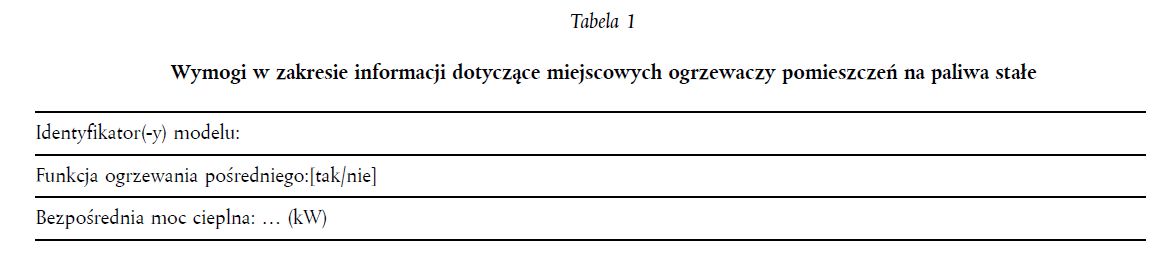 Tabela 1
Wymogi w zakresie informacji dotyczące miejscowych ogrzewaczy pomieszczeń na paliwa stałe
Identyfikator(-y) modelu:
Funkcja ogrzewania pośredniego:[tak/nie]
Bezpośrednia moc cieplna: … (kW)